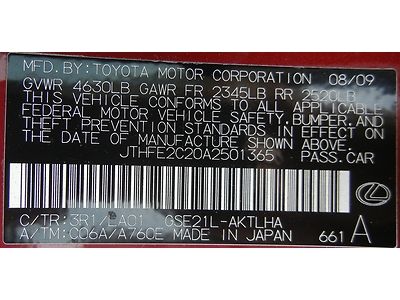 MFD.BY:TOYOTA MOTOR CORPORATION 08/09
GVWR 4630LB GAWR FR 2345LB RR 2520LB
THIS VEHICLE CONFORMS TO ALL APPLICABLE
FEDERAL MOTOR VEHICLE SAFETY, BUMPER, AND
THEFT PREVENTION STANDARDS IN EFFECT ON
THE DATE OF MANUFACTURE SHOWN ABOVE.
JTHFE2C20A2501365 PASS.CAR
C/TR:3R1/LA01 GSE21L-AKTLHA
A/TM:C06A/A760E MADE IN JAPAN 661 A